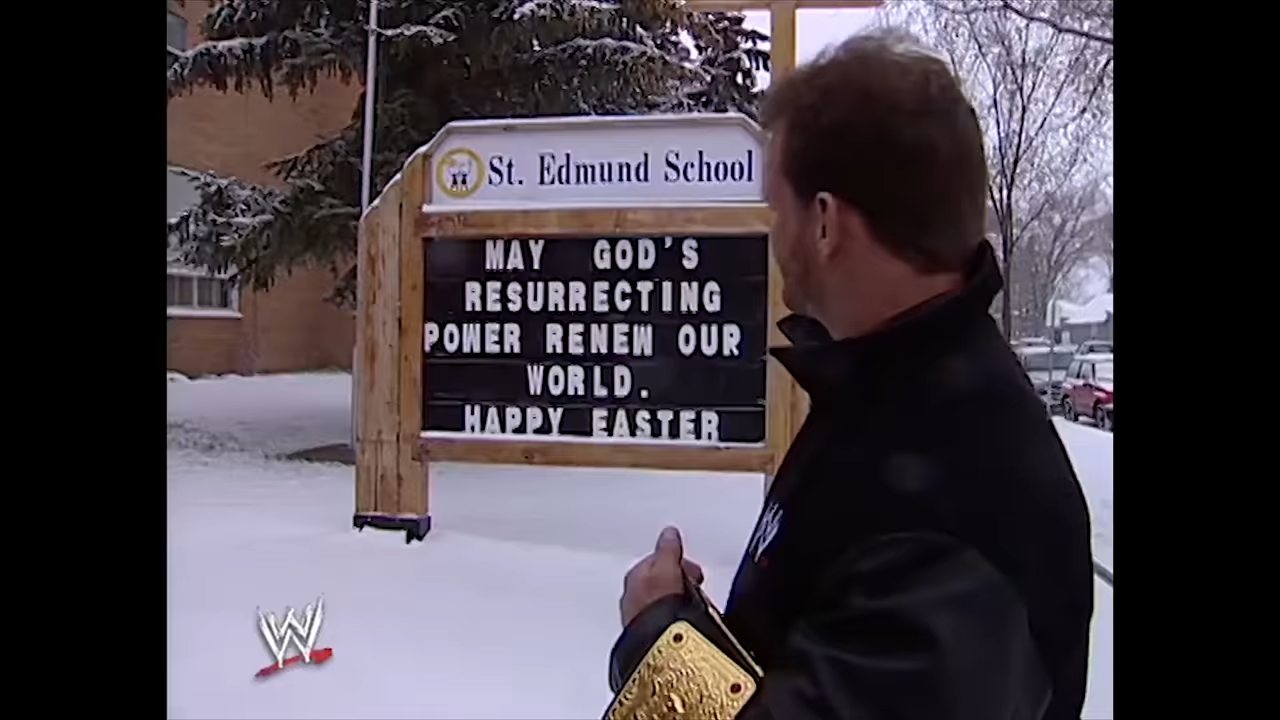 St. Edmund School
MAY GOD'S
RESURRECTING
POWER RENEW OUR
WORLD.
HAPPY EASTER
W